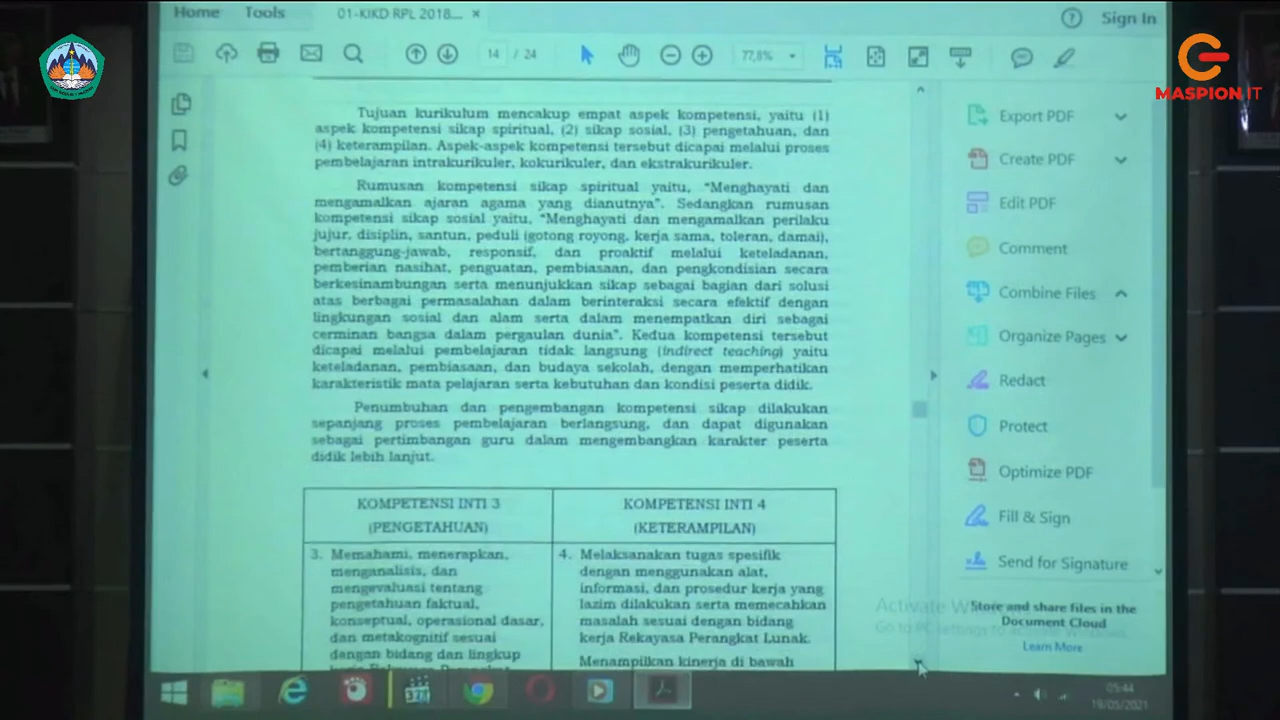 Home
Tools
01-KIKD RPL 2018....
×
Sign In
14 / 24
77,8%
MASPION IT
Tujuan kurikulum mencakup empat aspek kompetensi, yaitu (1)
aspek kompetensi sikap spiritual, (2) sikap sosial, (3) pengetahuan, dan
(4) keterampilan. Aspek-aspek kompetensi tersebut dicapai melalui proses
pembelajaran intrakurikuler, kokurikuler, dan ekstrakurikuler.
Rumusan kompetensi sikap spiritual yaitu, “Menghayati dan
mengamalkan ajaran agama yang dianutnya”. Sedangkan rumusan
kompetensi sikap sosial yaitu, “Menghayati dan mengamalkan perilaku
jujur, disiplin, santun, peduli (gotong royong, kerja sama, toleran, damai),
bertanggung-jawab, responsif, dan proaktif melalui keteladanan,
pemberian nasihat, penguatan, pembiasaan, dan pengkondisian secara
berkesinambungan serta menunjukkan sikap sebagai bagian dari solusi
atas berbagai permasalahan dalam berinteraksi secara efektif dengan
lingkungan sosial dan alam serta dalam menempatkan diri sebagai
cerminan bangsa dalam pergaulan dunia”. Kedua kompetensi tersebut
dicapai melalui pembelajaran tidak langsung (indirect teaching) yaitu
keteladanan, pembiasaan, dan budaya sekolah, dengan memperhatikan
karakteristik mata pelajaran serta kebutuhan dan kondisi peserta didik.
Penumbuhan dan pengembangan kompetensi sikap dilakukan
sepanjang proses pembelajaran berlangsung, dan dapat digunakan
sebagai pertimbangan guru dalam mengembangkan karakter peserta
didik lebih lanjut.
KOMPETENSI INTI 3
(PENGETAHUAN)
3. Memahami, menerapkan,
menganalisis, dan
mengevaluasi tentang
pengetahuan faktual,
konseptual, operasional dasar,
dan metakognitif sesuai
dengan bidang dan lingkup
KOMPETENSI INTI 4
(KETERAMPILAN)
4. Melaksanakan tugas spesifik
dengan menggunakan alat,
informasi, dan prosedur kerja yang
lazim dilakukan serta memecahkan
masalah sesuai dengan bidang
kerja Rekayasa Perangkat Lunak.
Menampilkan kinerja di bawah
Export PDF
Create PDF
Edit PDF
Comment
Combine Files
Organize Pages
Redact
Protect
Optimize PDF
Fill & Sign
Send for Signature
Activate
Go to PC settings to activate Windows.
Store and share files in the
Document Cloud
Learn More
05:44
19/05/2021